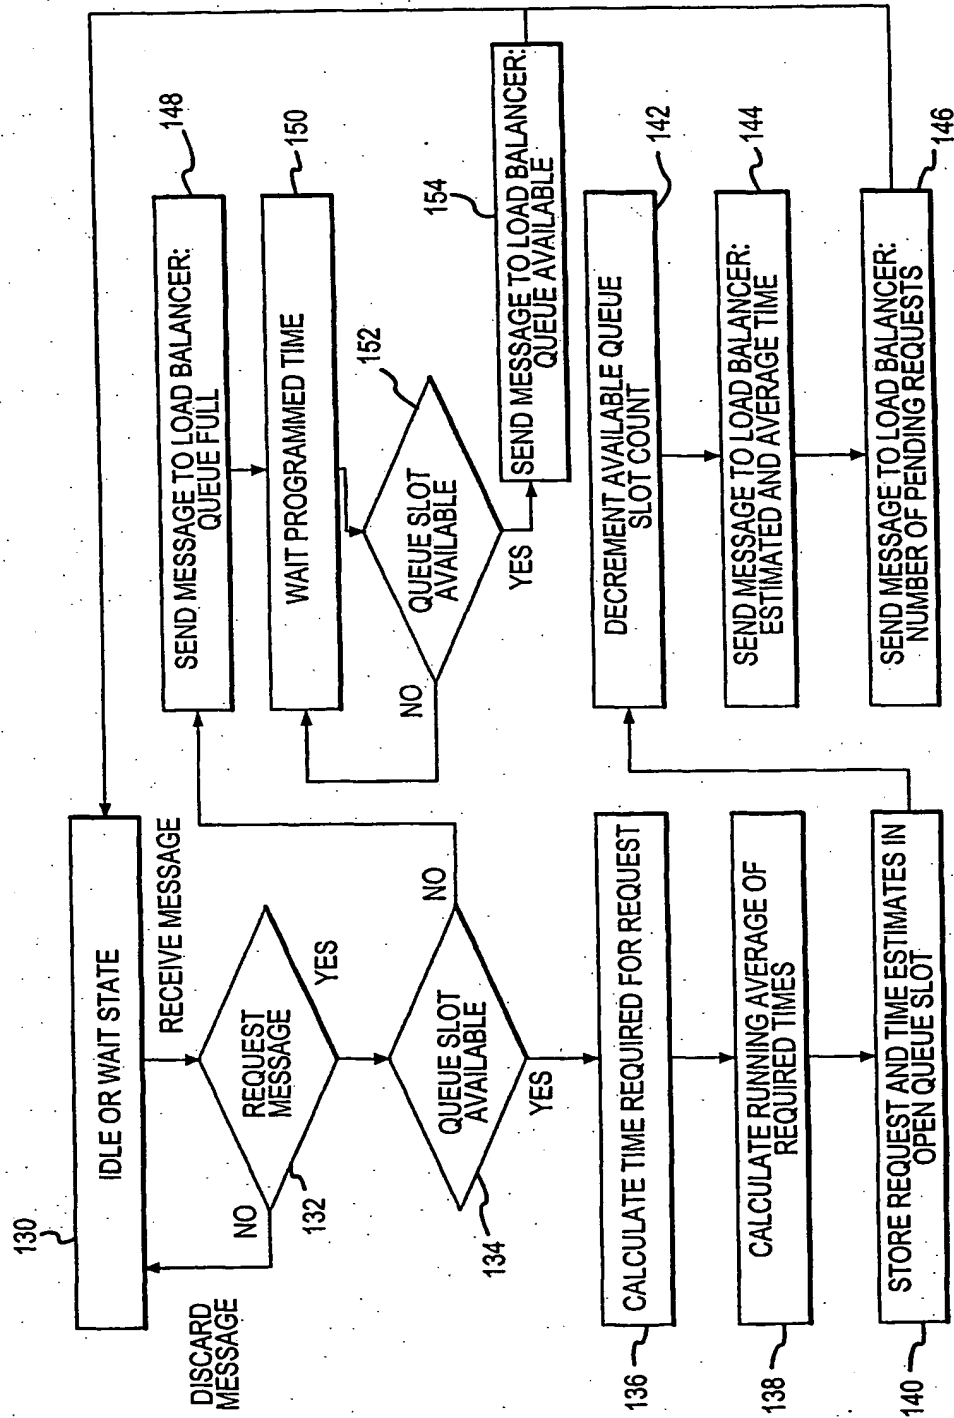 130
IDLE OR WAIT STATE
RECEIVE MESSAGE
DISCARD
MESSAGE
NO
REQUEST
MESSAGE
132
YES
QUEUE SLOT
AVAILABLE
134
NO
YES
136
CALCULATE TIME REQUIRED FOR REQUEST
138
CALCULATE RUNNING AVERAGE OF
REQUIRED TIMES
140
STORE REQUEST AND TIME ESTIMATES IN
OPEN QUEUE SLOT
SEND MESSAGE TO LOAD BALANCER:
QUEUE FULL
148
WAIT PROGRAMMED TIME
150
QUEUE SLOT
AVAILABLE
152
NO
YES
SEND MESSAGE TO LOAD BALANCER:
QUEUE AVAILABLE
154
DECREMENT AVAILABLE QUEUE
SLOT COUNT
142
SEND MESSAGE TO LOAD BALANCER:
ESTIMATED AND AVERAGE TIME
144
SEND MESSAGE TO LOAD BALANCER:
NUMBER OF PENDING REQUESTS
146